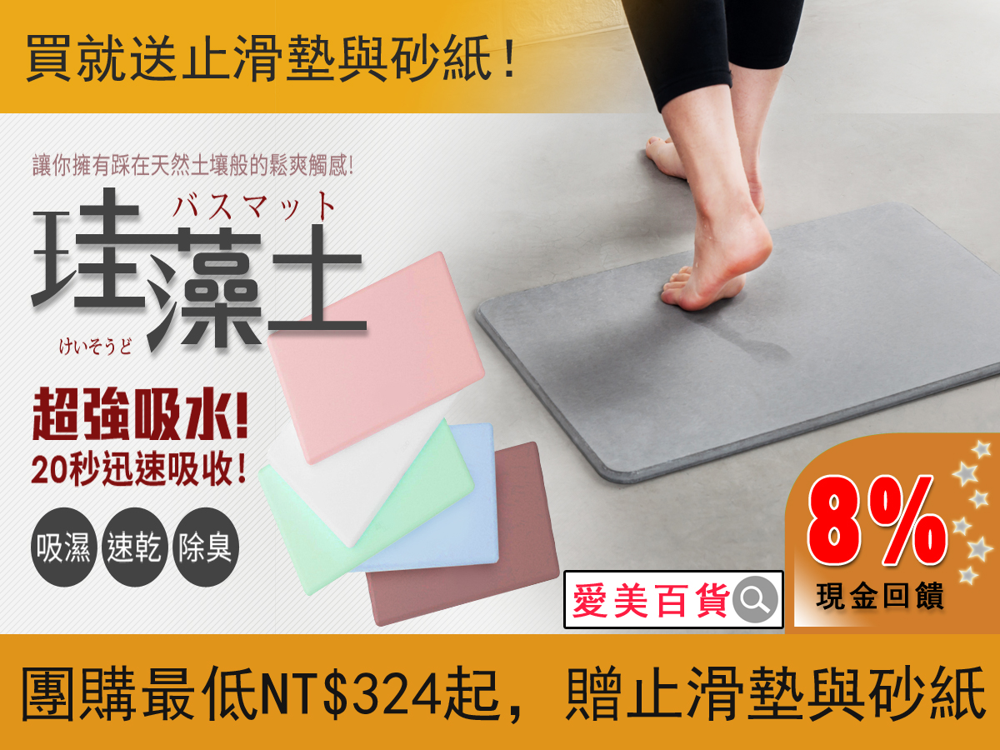 買就送止滑墊與砂紙!
讓你擁有踩在天然土壤般的鬆爽觸感!
バスマット
珪藻土
けいそうど
超強吸水!
20秒迅速吸收!
吸濕 速乾 除臭
8%
現金回饋
愛美百貨
團購最低NT$324起，贈止滑墊與砂紙